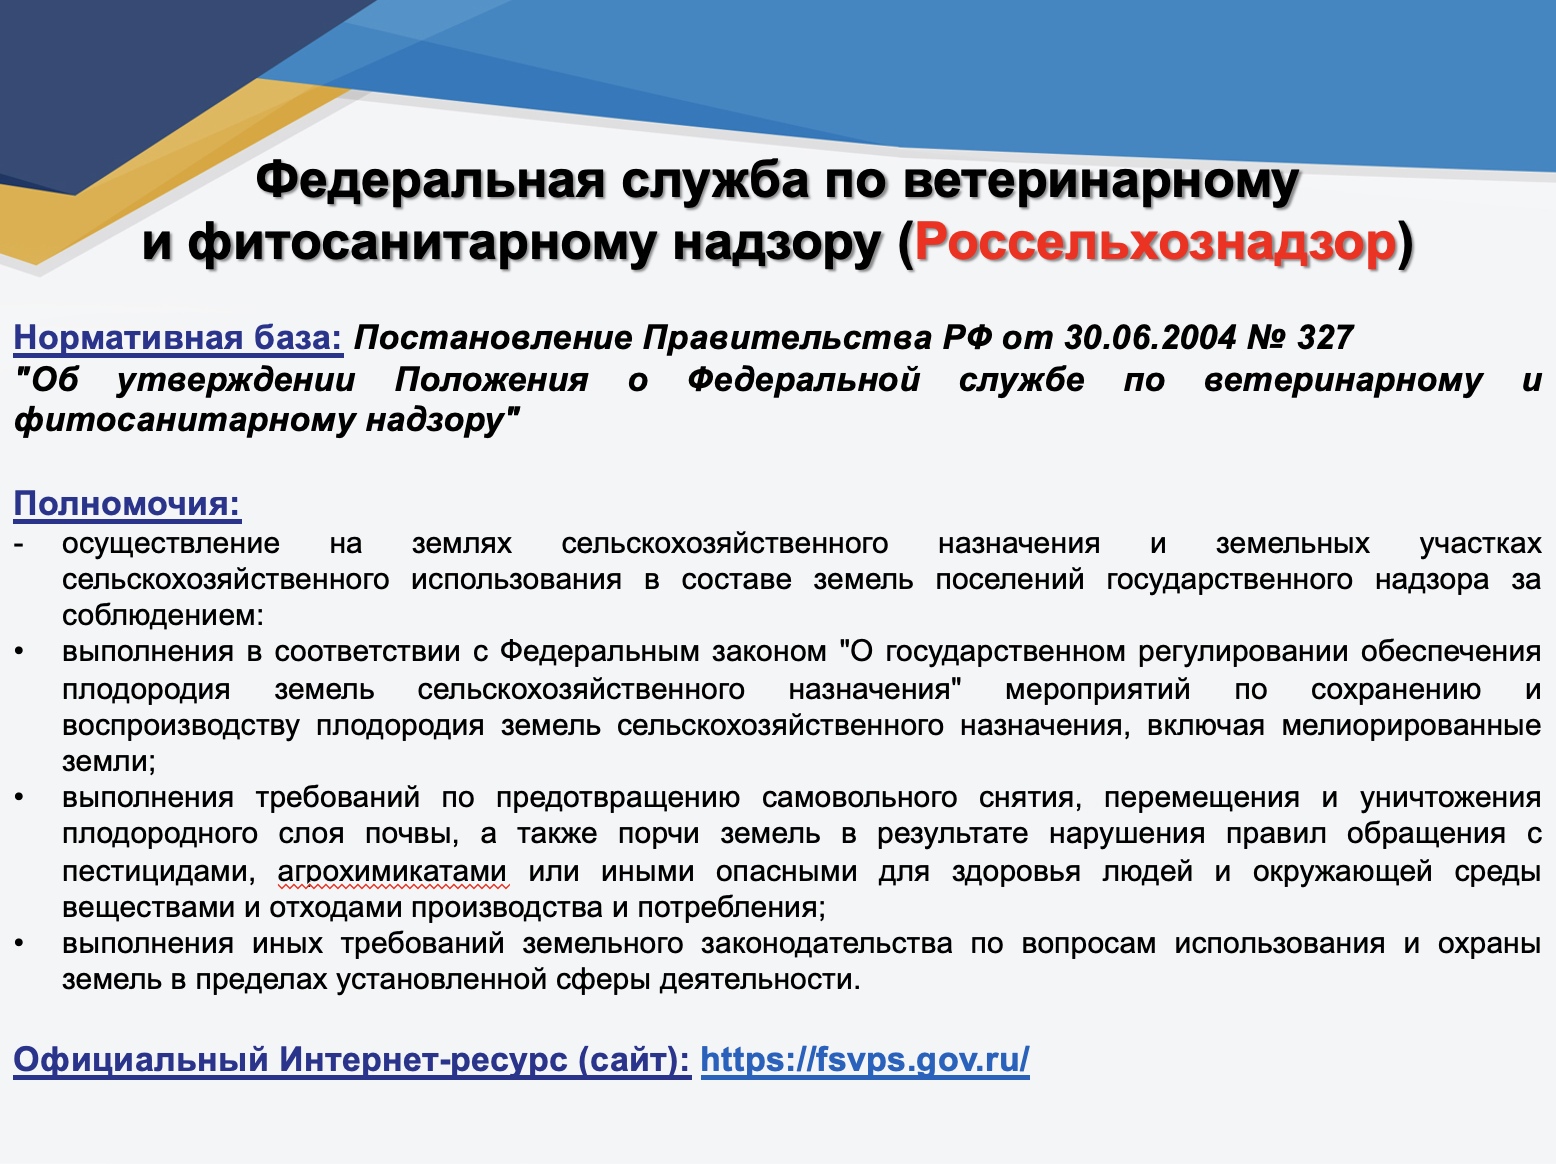 Федеральная служба по ветеринарному
и фитосанитарному надзору (Россельхознадзор)
Нормативная база: Постановление Правительства РФ от 30.06.2004 № 327
"Об утверждении Положения о Федеральной службе по ветеринарному и
фитосанитарному надзору"
Полномочия:
- осуществление на землях сельскохозяйственного назначения и земельных участках
сельскохозяйственного использования в составе земель поселений государственного надзора за
соблюдением:
• выполнения в соответствии с Федеральным законом "О государственном регулировании обеспечения
плодородия земель сельскохозяйственного назначения" мероприятий по сохранению и
воспроизводству плодородия земель сельскохозяйственного назначения, включая мелиорированные
земли;
• выполнения требований по предотвращению самовольного снятия, перемещения и уничтожения
плодородного слоя почвы, а также порчи земель в результате нарушения правил обращения с
пестицидами, агрохимикатами или иными опасными для здоровья людей и окружающей среды
веществами и отходами производства и потребления;
• выполнения иных требований земельного законодательства по вопросам использования и охраны
земель в пределах установленной сферы деятельности.
Официальный Интернет-ресурс (сайт): https://fsvps.gov.ru/